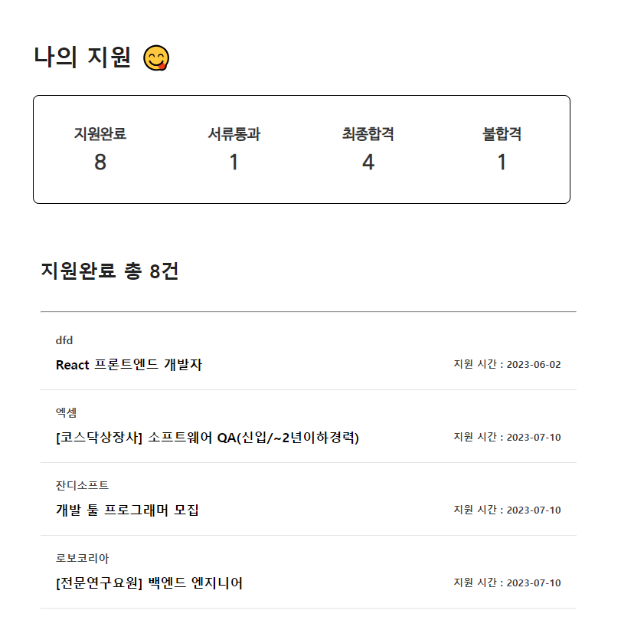 나의 지원 😋
지원완료 서류통과 최종합격 불합격
8 1 4 1
지원완료 총 8건
dfd
React 프론트엔드 개발자 지원 시간 : 2023-06-02
엑셈
[코스닥상장사] 소프트웨어 QA(신입/~2년이하경력) 지원 시간 : 2023-07-10
잔디소프트
개발 툴 프로그래머 모집 지원 시간 : 2023-07-10
로보코리아
[전문연구요원] 백엔드 엔지니어 지원 시간 : 2023-07-10